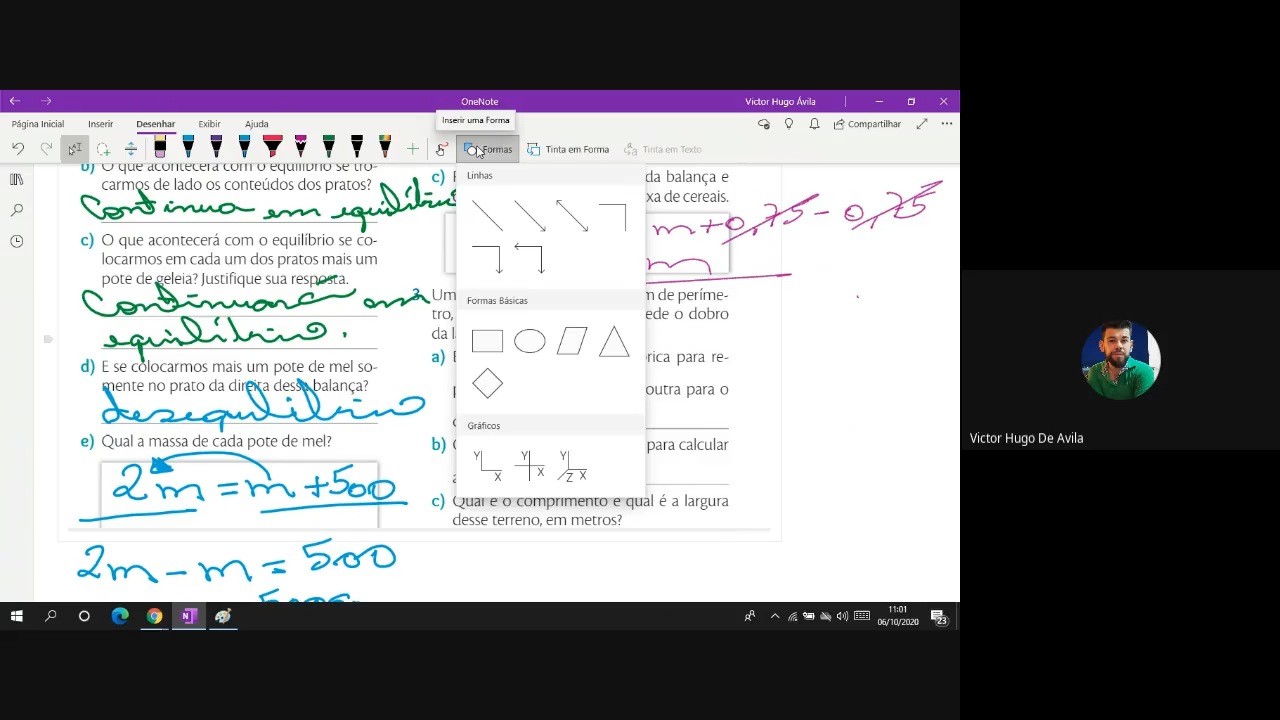 OneNote
Victor Hugo Ávila
Inserir uma Forma
Página Inicial
Inserir
Desenhar
Exibir
Ajuda
Compartilhar
Formas
Tinta em Forma
Tinta em Texto
Linhas
Formas Básicas
Gráficos
Y X Y X Y Z X
b) O que acontecerá com o equilíbrio se tro-
carmos de lado os conteúdos dos pratos?
Continua em equilíbrio
c) O que acontecerá com o equilíbrio se co-
locarmos em cada um dos pratos mais um
pote de geleia? Justifique sua resposta.
Continuará em
equilíbrio.
d) E se colocarmos mais um pote de mel so-
mente no prato da direita dessa balança?
desequilíbrio
e) Qual a massa de cada pote de mel?
2m = m + 500
2m - m = 500
c)
da balança e
xa de cereais.
m + 0,75 - 0,75
m
3. Um
m de períme-
tro,
ede o dobro
da l
a)
rica para re-
outra para o
b)
para calcular
c) Qual é o comprimento e qual é a largura
desse terreno, em metros?
Victor Hugo De Avila
11:01
06/10/2020
23